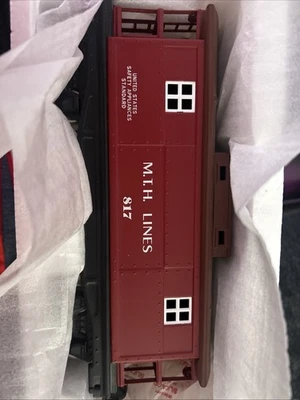 UNITED STATES
SAFETY APPLIANCES
STANDARD
M.T.H. LINES
817